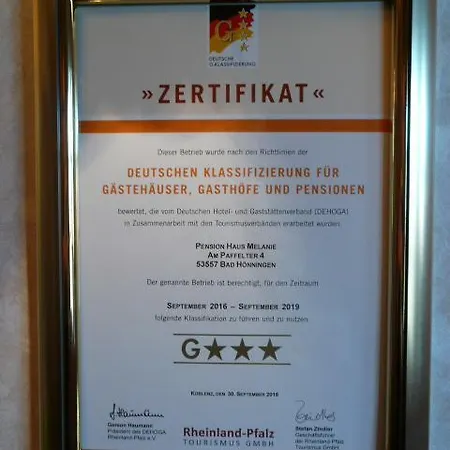 G
DEUTSCHE
G-KLASSIFIZIERUNG
»ZERTIFIKAT«
Dieser Betrieb wurde nach den Richtlinien der
DEUTSCHEN KLASSIFIZIERUNG FÜR
GÄSTEHÄUSER, GASTHÖFE UND PENSIONEN
bewertet, die vom Deutschen Hotel- und Gaststättenverband (DEHOGA)
in Zusammenarbeit mit den Tourismusverbänden erarbeitet wurden.
PENSION HAUS MELANIE
AM PAFFELTER 4
53557 BAD HÖNNINGEN
Der genannte Betrieb ist berechtigt, für den Zeitraum
SEPTEMBER 2016 – SEPTEMBER 2019
folgende Klassifikation zu führen und zu nutzen
G★★★
KOBLENZ, DEN 30. SEPTEMBER 2016
Gereon Haumann
Präsident des DEHOGA
Rheinland-Pfalz e.V.
Rheinland-Pfalz
TOURISMUS GMBH
Stefan Zindler
Geschäftsführer
der Rheinland-Pfalz
Tourismus GmbH